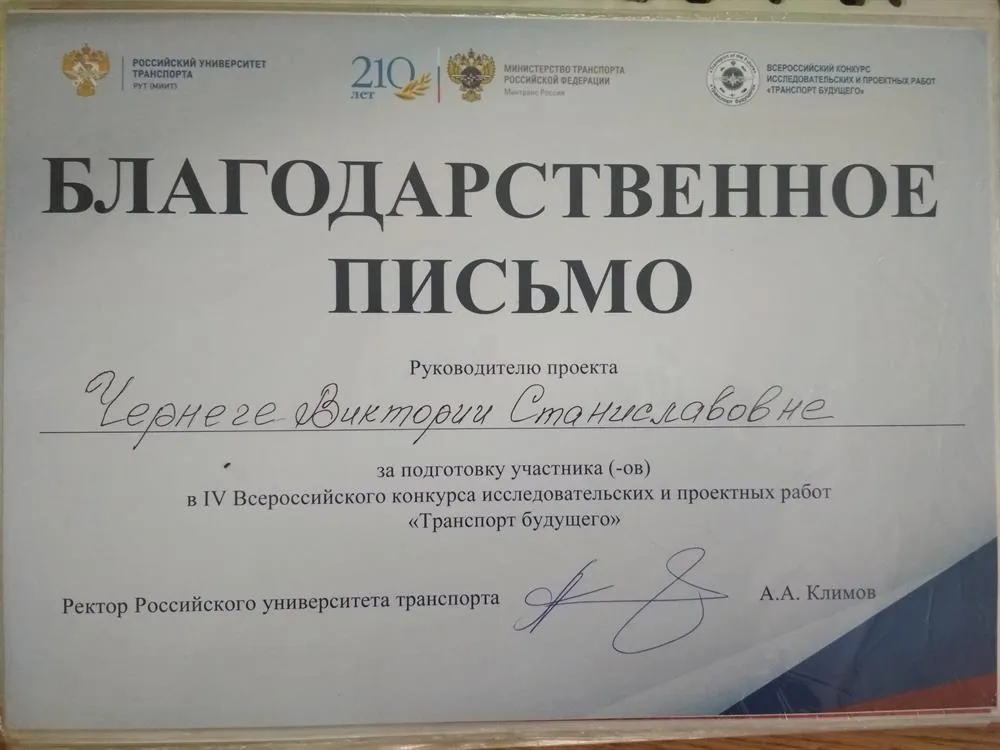 РОССИЙСКИЙ УНИВЕРСИТЕТ
ТРАНСПОРТА
РУТ (МИИТ)
210
лет
МИНИСТЕРСТВО ТРАНСПОРТА
РОССИЙСКОЙ ФЕДЕРАЦИИ
Минтранс России
ВСЕРОССИЙСКИЙ КОНКУРС
ИССЛЕДОВАТЕЛЬСКИХ И ПРОЕКТНЫХ РАБОТ
«ТРАНСПОРТ БУДУЩЕГО»
БЛАГОДАРСТВЕННОЕ
ПИСЬМО
Руководителю проекта
Чернеге Виктории Станиславовне
за подготовку участника (-ов)
в IV Всероссийского конкурса исследовательских и проектных работ
«Транспорт будущего»
Ректор Российского университета транспорта
А.А. Климов